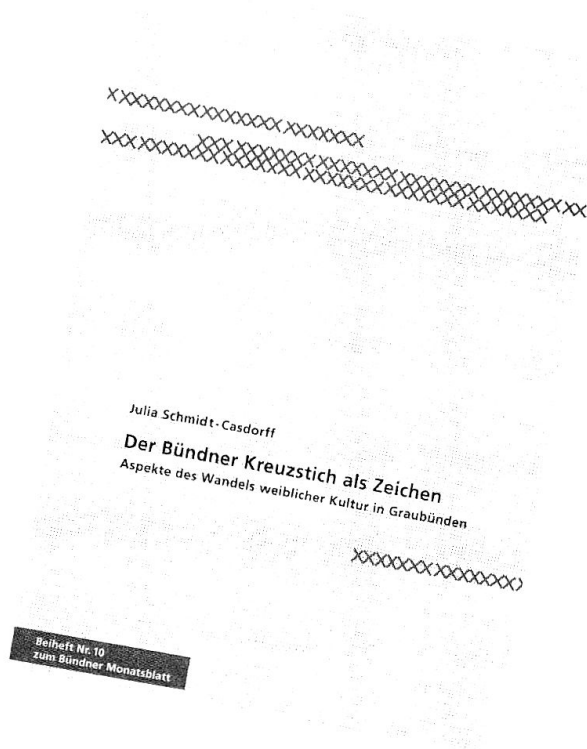 Julia Schmidt-Casdorff
Der Bündner Kreuzstich als Zeichen
Aspekte des Wandels weiblicher Kultur in Graubünden
Beiheft Nr. 10
zum Bündner Monatsblatt